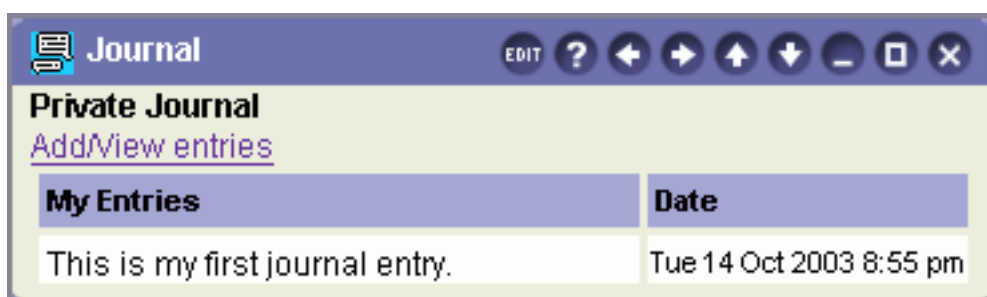 Journal EDIT ?
Private Journal
Add/View entries
My Entries Date
This is my first journal entry. Tue 14 Oct 2003 8:55 pm